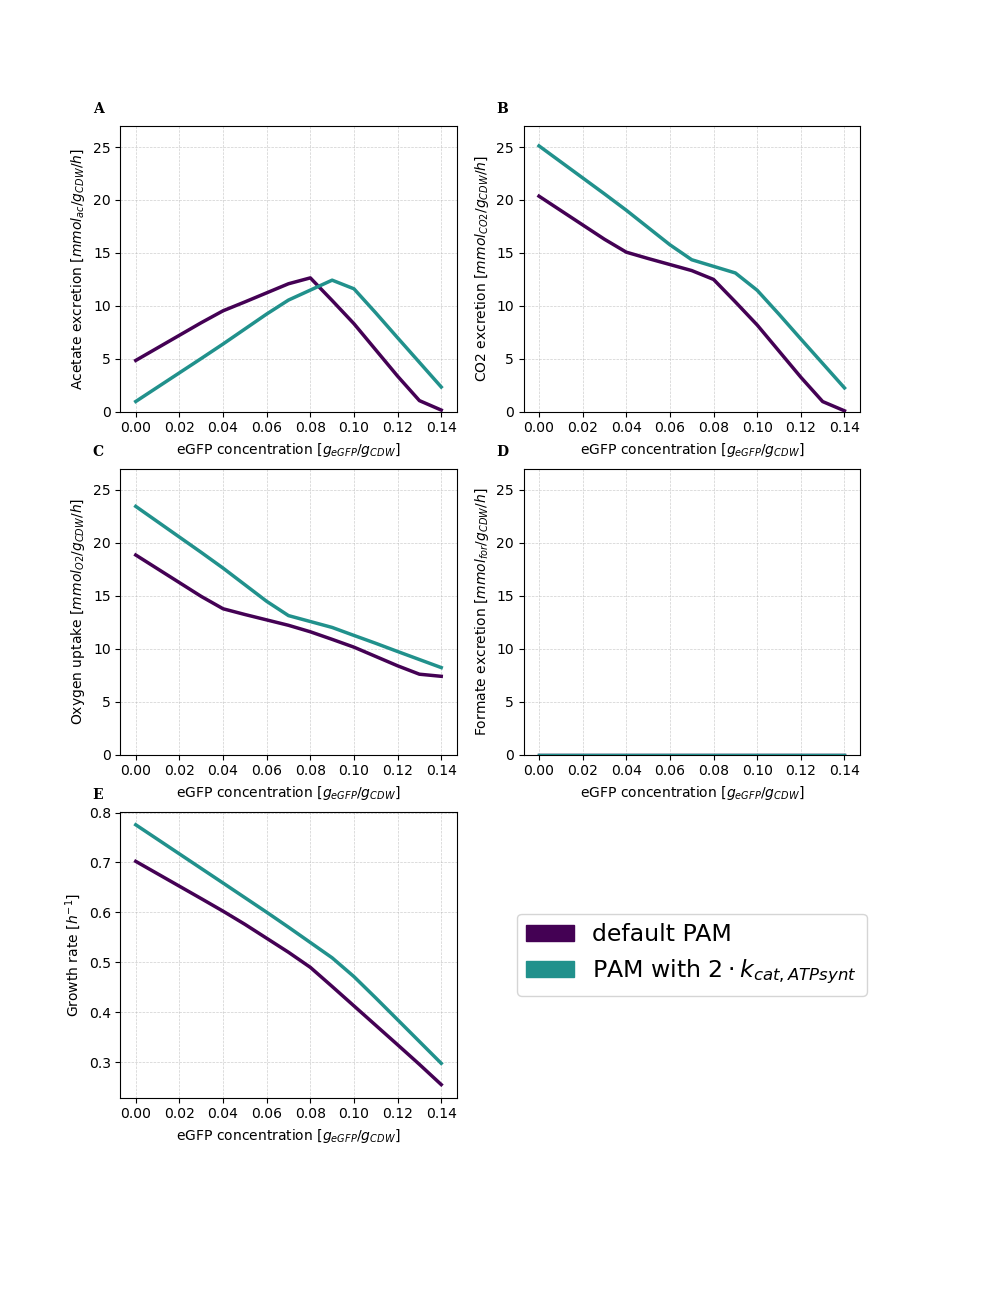 A
Acetate excretion [mmol_ac/g_CDW/h]
25
20
15
10
5
0
0.00 0.02 0.04 0.06 0.08 0.10 0.12 0.14
eGFP concentration [g_eGFP/g_CDW]
B
CO2 excretion [mmol_CO2/g_CDW/h]
25
20
15
10
5
0
0.00 0.02 0.04 0.06 0.08 0.10 0.12 0.14
eGFP concentration [g_eGFP/g_CDW]
C
Oxygen uptake [mmol_O2/g_CDW/h]
25
20
15
10
5
0
0.00 0.02 0.04 0.06 0.08 0.10 0.12 0.14
eGFP concentration [g_eGFP/g_CDW]
D
Formate excretion [mmol_for/g_CDW/h]
25
20
15
10
5
0
0.00 0.02 0.04 0.06 0.08 0.10 0.12 0.14
eGFP concentration [g_eGFP/g_CDW]
E
Growth rate [h⁻¹]
0.8
0.7
0.6
0.5
0.4
0.3
0.00 0.02 0.04 0.06 0.08 0.10 0.12 0.14
eGFP concentration [g_eGFP/g_CDW]
default PAM
PAM with 2 · k_cat, ATPsynt